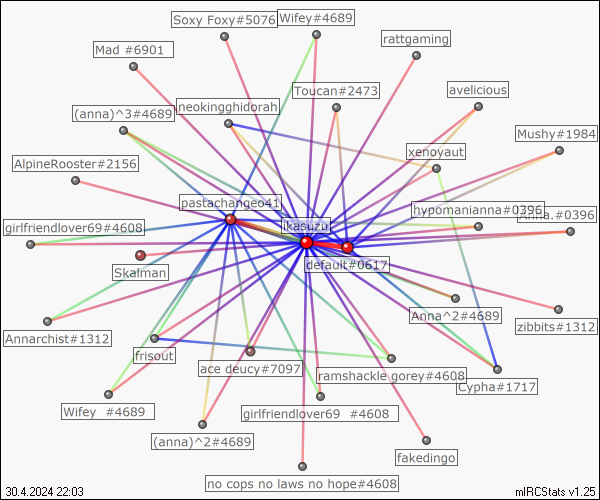 Soxy Foxy#5076
Wifey#4689
rattgaming
Mad #6901
Toucan#2473
avelicious
(anna)^3#4689
neokingghidorah
Mushy#1984
xenoyaut
AlpineRooster#2156
pastachangeo41
hypomanianna#0396
Anna.#0396
girlfriendlover69#4608
ikasuzu
Skalman
default#0617
Anna^2#4689
zibbits#1312
Annarchist#1312
frisout
ace deucy#7097
ramshackle gorey#4608
Cypha#1717
Wifey #4689
girlfriendlover69 #4608
(anna)^2#4689
fakedingo
no cops no laws no hope#4608
30.4.2024 22:03
mIRCStats v1.25